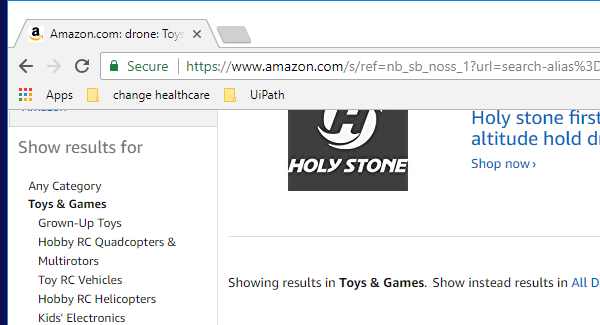 Amazon.com: drone: Toys
Secure https://www.amazon.com/s/ref=nb_sb_noss_1?url=search-alias%3D
Apps change healthcare UiPath
Show results for
Any Category
Toys & Games
Grown-Up Toys
Hobby RC Quadcopters &
Multirotors
Toy RC Vehicles
Hobby RC Helicopters
Kids' Electronics
HOLY STONE
Holy stone first
altitude hold dr
Shop now ›
Showing results in Toys & Games. Show instead results in All D